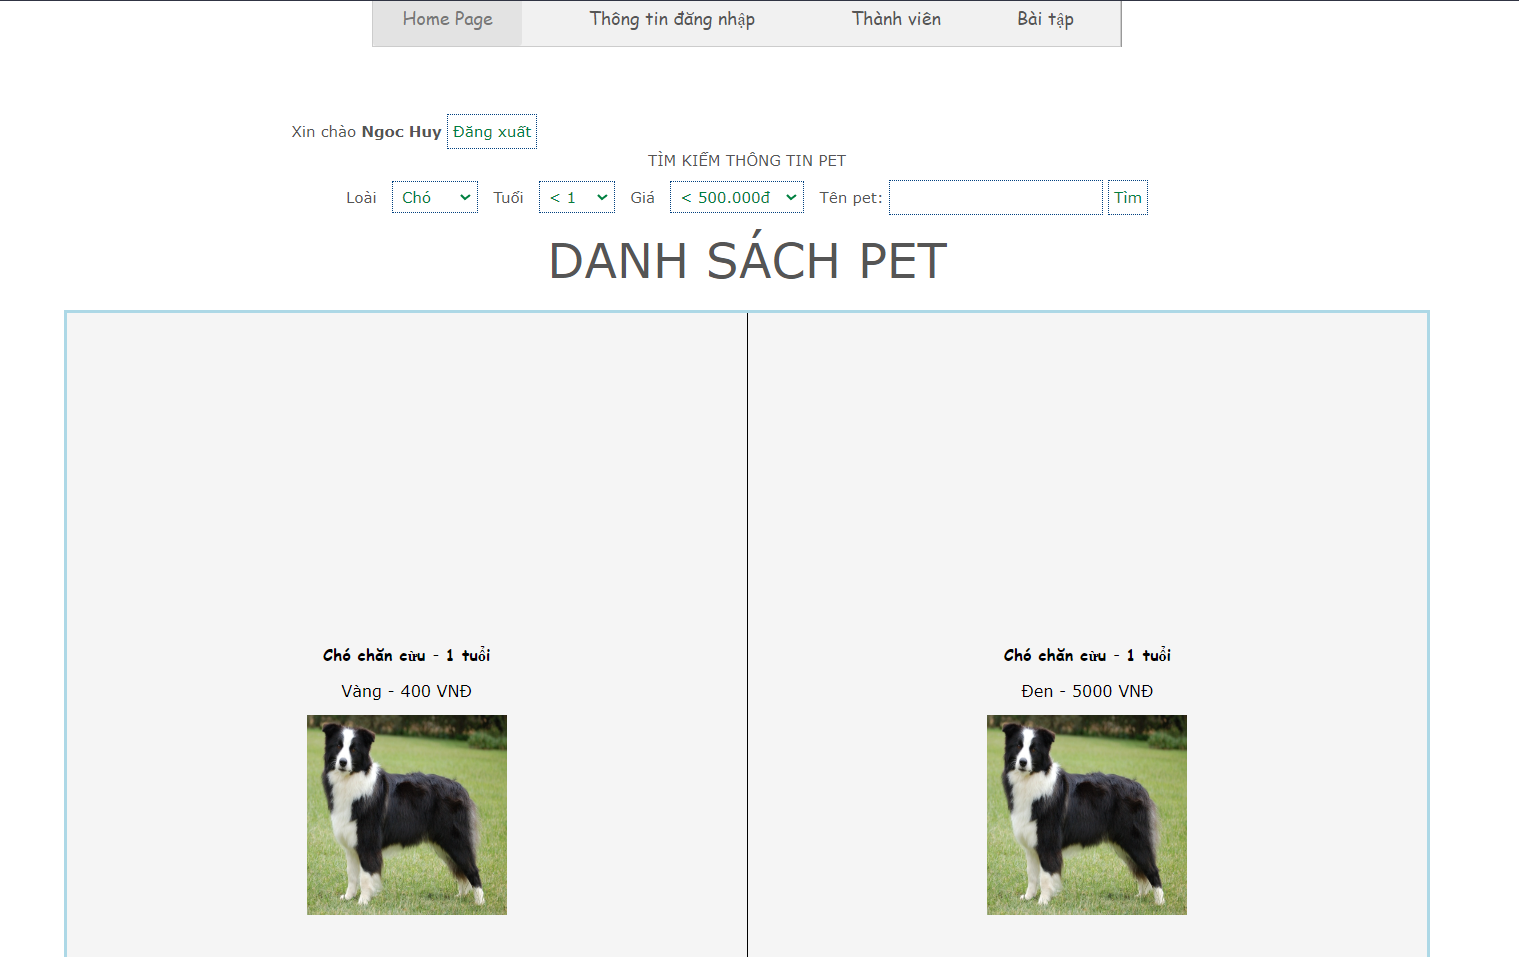 Home Page Thông tin đăng nhập Thành viên Bài tập
Xin chào Ngoc Huy Đăng xuất
TÌM KIẾM THÔNG TIN PET
Loài Chó Tuổi < 1 Giá < 500.000đ Tên pet: Tìm
DANH SÁCH PET
Chó chăn cừu - 1 tuổi
Vàng - 400 VNĐ
Chó chăn cừu - 1 tuổi
Đen - 5000 VNĐ